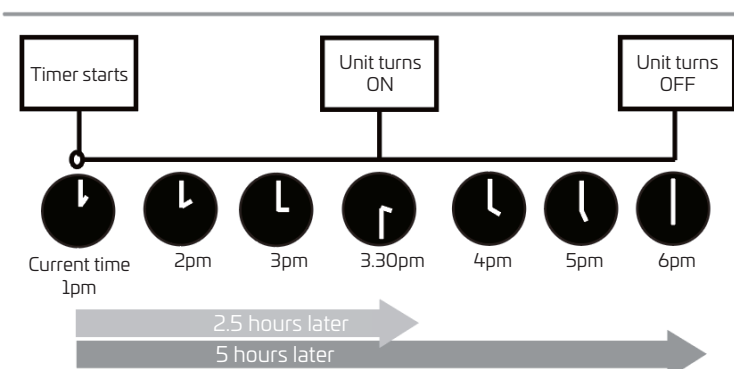 Timer starts
Unit turns
ON
Unit turns
OFF
Current time
1pm
2pm
3pm
3.30pm
4pm
5pm
6pm
2.5 hours later
5 hours later